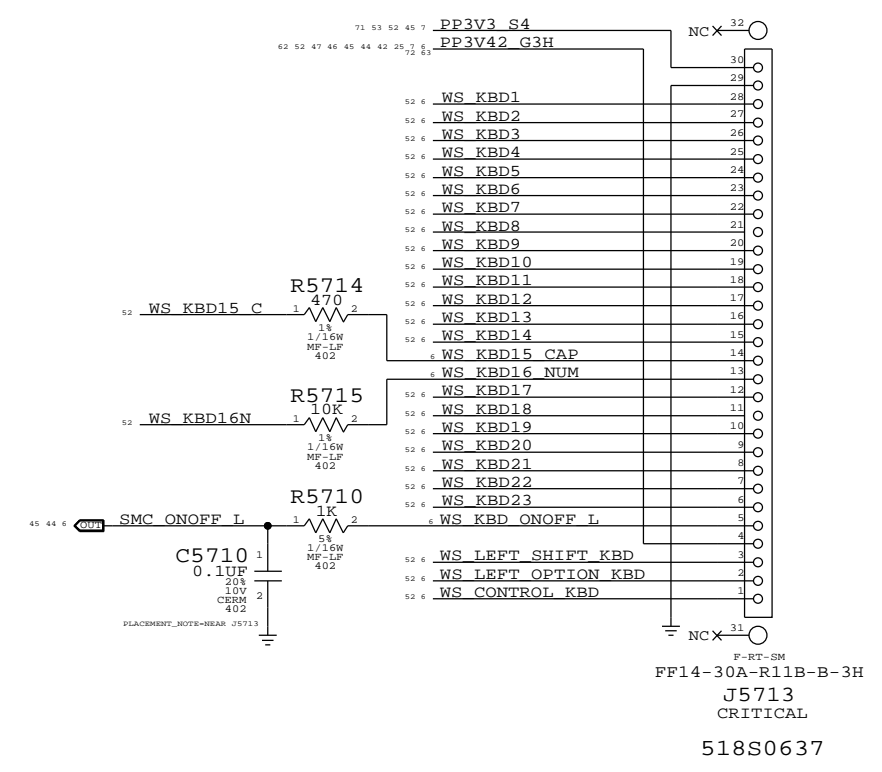 71 53 52 45 7 PP3V3_S4
62 52 47 46 45 44 42 25 7 6 PP3V42_G3H
72 63
NC 32
30
29
52 6 WS_KBD1 28
52 6 WS_KBD2 27
52 6 WS_KBD3 26
52 6 WS_KBD4 25
52 6 WS_KBD5 24
52 6 WS_KBD6 23
52 6 WS_KBD7 22
52 6 WS_KBD8 21
52 6 WS_KBD9 20
52 6 WS_KBD10 19
52 6 WS_KBD11 18
52 6 WS_KBD12 17
52 6 WS_KBD13 16
52 6 WS_KBD14 15
6 WS_KBD15_CAP 14
6 WS_KBD16_NUM 13
52 6 WS_KBD17 12
52 6 WS_KBD18 11
52 6 WS_KBD19 10
52 6 WS_KBD20 9
52 6 WS_KBD21 8
52 6 WS_KBD22 7
52 6 WS_KBD23 6
6 WS_KBD_ONOFF_L 5
4
52 6 WS_LEFT_SHIFT_KBD 3
52 6 WS_LEFT_OPTION_KBD 2
52 6 WS_CONTROL_KBD 1
NC 31
R5714
470
52 WS_KBD15_C 1 2
1%
1/16W
MF-LF
402
R5715
10K
52 WS_KBD16N 1 2
1%
1/16W
MF-LF
402
R5710
1K
45 44 6 OUT SMC_ONOFF_L 1 2
5%
1/16W
MF-LF
402
C5710 1
0.1UF
20%
10V
CERM 2
402
PLACEMENT_NOTE=NEAR J5713
F-RT-SM
FF14-30A-R11B-B-3H
J5713
CRITICAL
518S0637